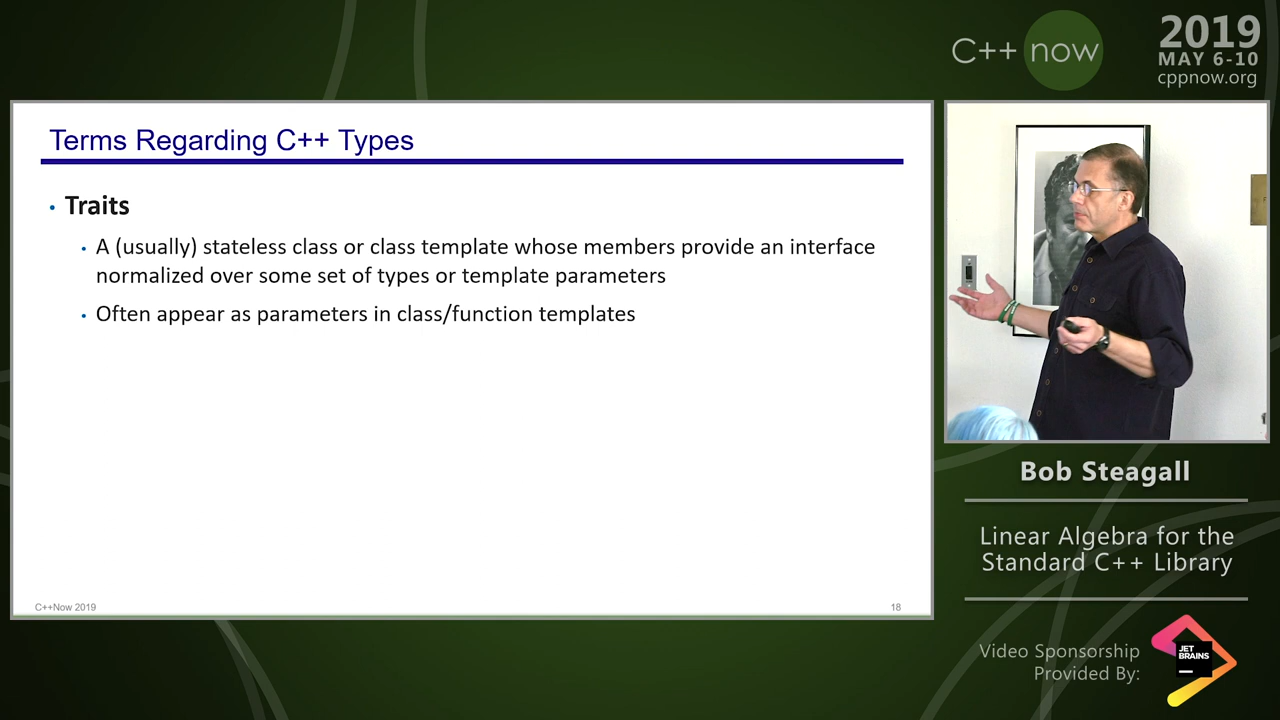 C++ now
2019
MAY 6-10
cppnow.org
Terms Regarding C++ Types
• Traits
• A (usually) stateless class or class template whose members provide an interface
normalized over some set of types or template parameters
• Often appear as parameters in class/function templates
C++Now 2019
18
Bob Steagall
Linear Algebra for the
Standard C++ Library
Video Sponsorship
Provided By:
JET
BRAINS